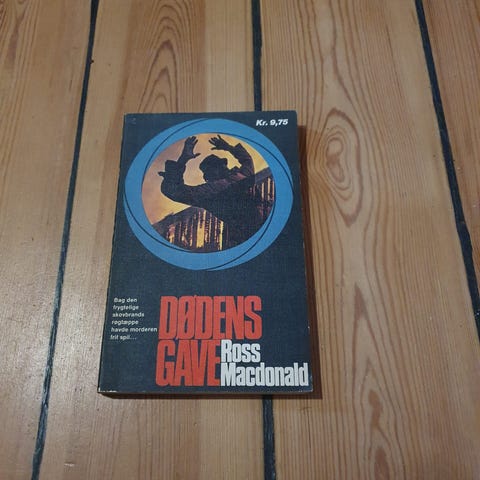 Kr. 9,75
Bag den
frygtelige
skovbrands
røgtæppe
havde morderen
frit spil...
DØDENS
GAVE
Ross
Macdonald